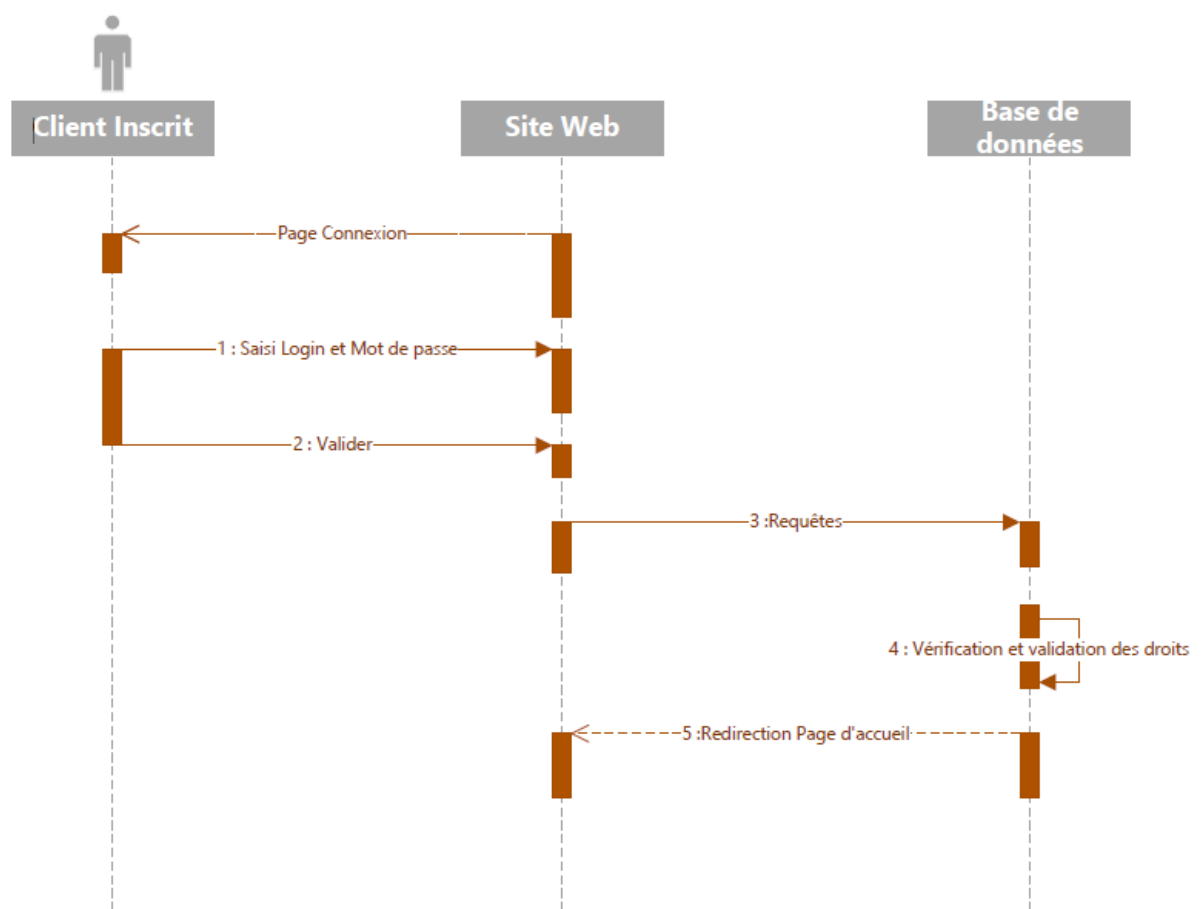 Client Inscrit
Site Web
Base de
données
Page Connexion
1 : Saisi Login et Mot de passe
2 : Valider
3 :Requêtes
4 : Vérification et validation des droits
5 :Redirection Page d'accueil